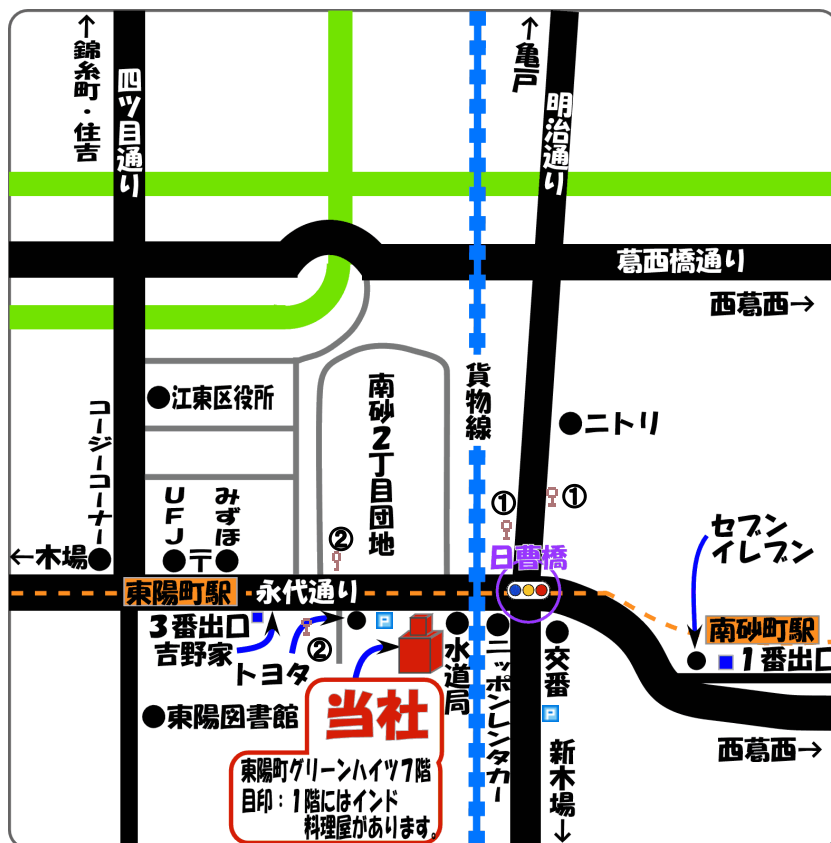 ↑
錦糸町・住吉
四ツ目通り
↑
亀戸
明治通り
葛西橋通り
西葛西→
●江東区役所
南砂2丁目団地
貨物線
●ニトリ
コージーコーナー
UFJ
みずほ
〒
←木場●
①
①
②
日曹橋
セブン
イレブン
東陽町駅
永代通り
南砂町駅
3番出口
吉野家
トヨタ
②
P
水道局
ニッポンレンタカー
交番
P
1番出口
●東陽図書館
当社
東陽町グリーンハイツ7階
目印：1階にはインド
料理屋があります。
新木場
↓
西葛西→